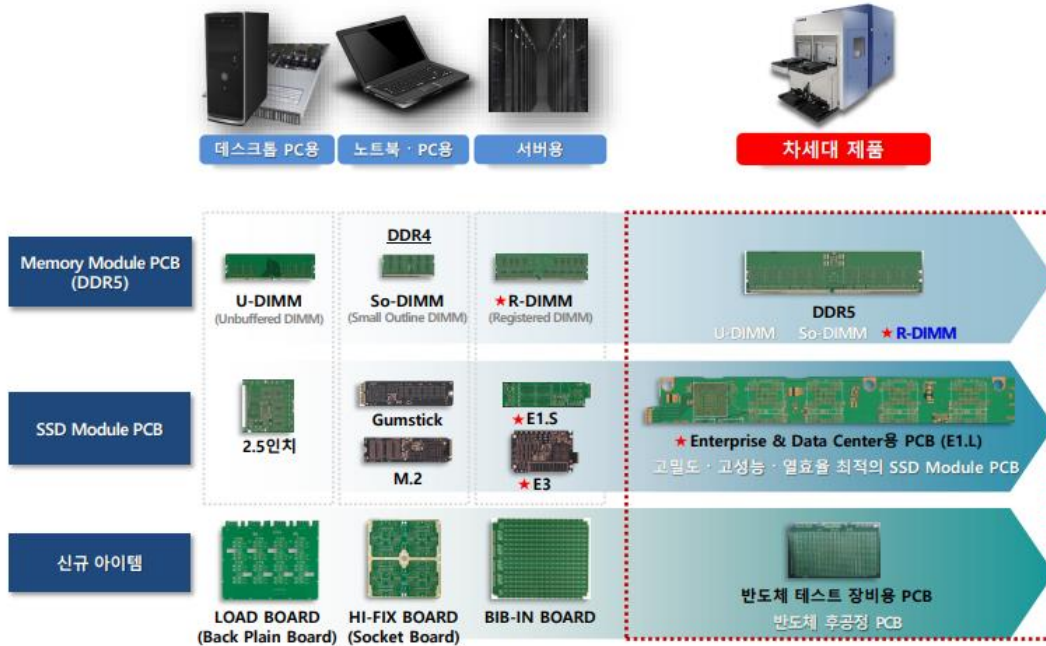 데스크톱 PC용
노트북 · PC용
서버용
차세대 제품
Memory Module PCB
(DDR5)
U-DIMM
(Unbuffered DIMM)
DDR4
So-DIMM
(Small Outline DIMM)
★R-DIMM
(Registered DIMM)
DDR5
U-DIMM So-DIMM ★R-DIMM
SSD Module PCB
2.5인치
Gumstick
M.2
★E1.S
★E3
★Enterprise & Data Center용 PCB (E1.L)
고밀도 · 고성능 · 열효율 최적의 SSD Module PCB
신규 아이템
LOAD BOARD
(Back Plain Board)
HI-FIX BOARD
(Socket Board)
BIB-IN BOARD
반도체 테스트 장비용 PCB
반도체 후공정 PCB